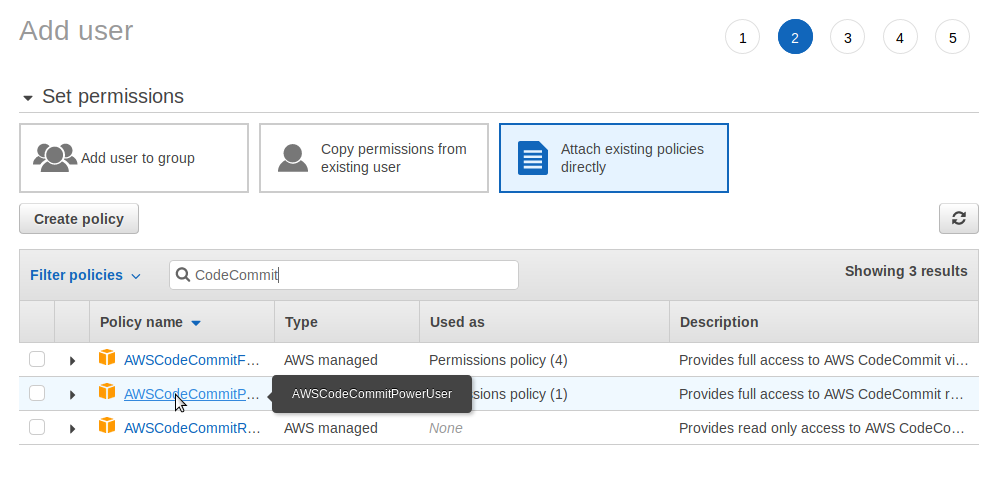 Add user
1 2 3 4 5
Set permissions
Add user to group
Copy permissions from
existing user
Attach existing policies
directly
Create policy
Filter policies
CodeCommit
Showing 3 results
Policy name Type Used as Description
AWSCodeCommitF… AWS managed Permissions policy (4) Provides full access to AWS CodeCommit vi…
AWSCodeCommitP… AWSCodeCommitPowerUser ssions policy (1) Provides full access to AWS CodeCommit r…
AWSCodeCommitR… AWS managed None Provides read only access to AWS CodeCo…